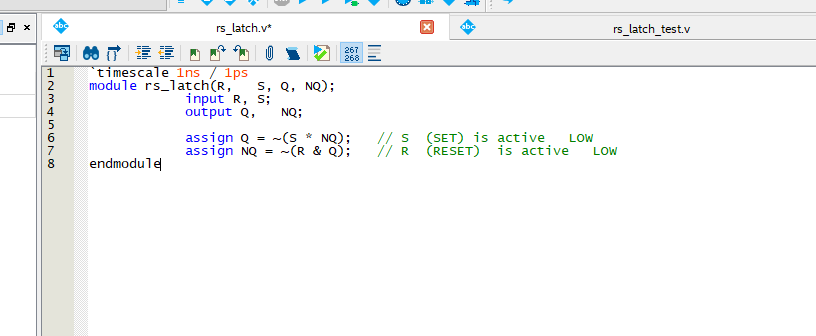 rs_latch.v*
rs_latch_test.v
267
268
1 `timescale 1ns / 1ps
2 module rs_latch(R, S, Q, NQ);
3 input R, S;
4 output Q, NQ;
5
6 assign Q = ~(S * NQ); // S (SET) is active LOW
7 assign NQ = ~(R & Q); // R (RESET) is active LOW
8 endmodule